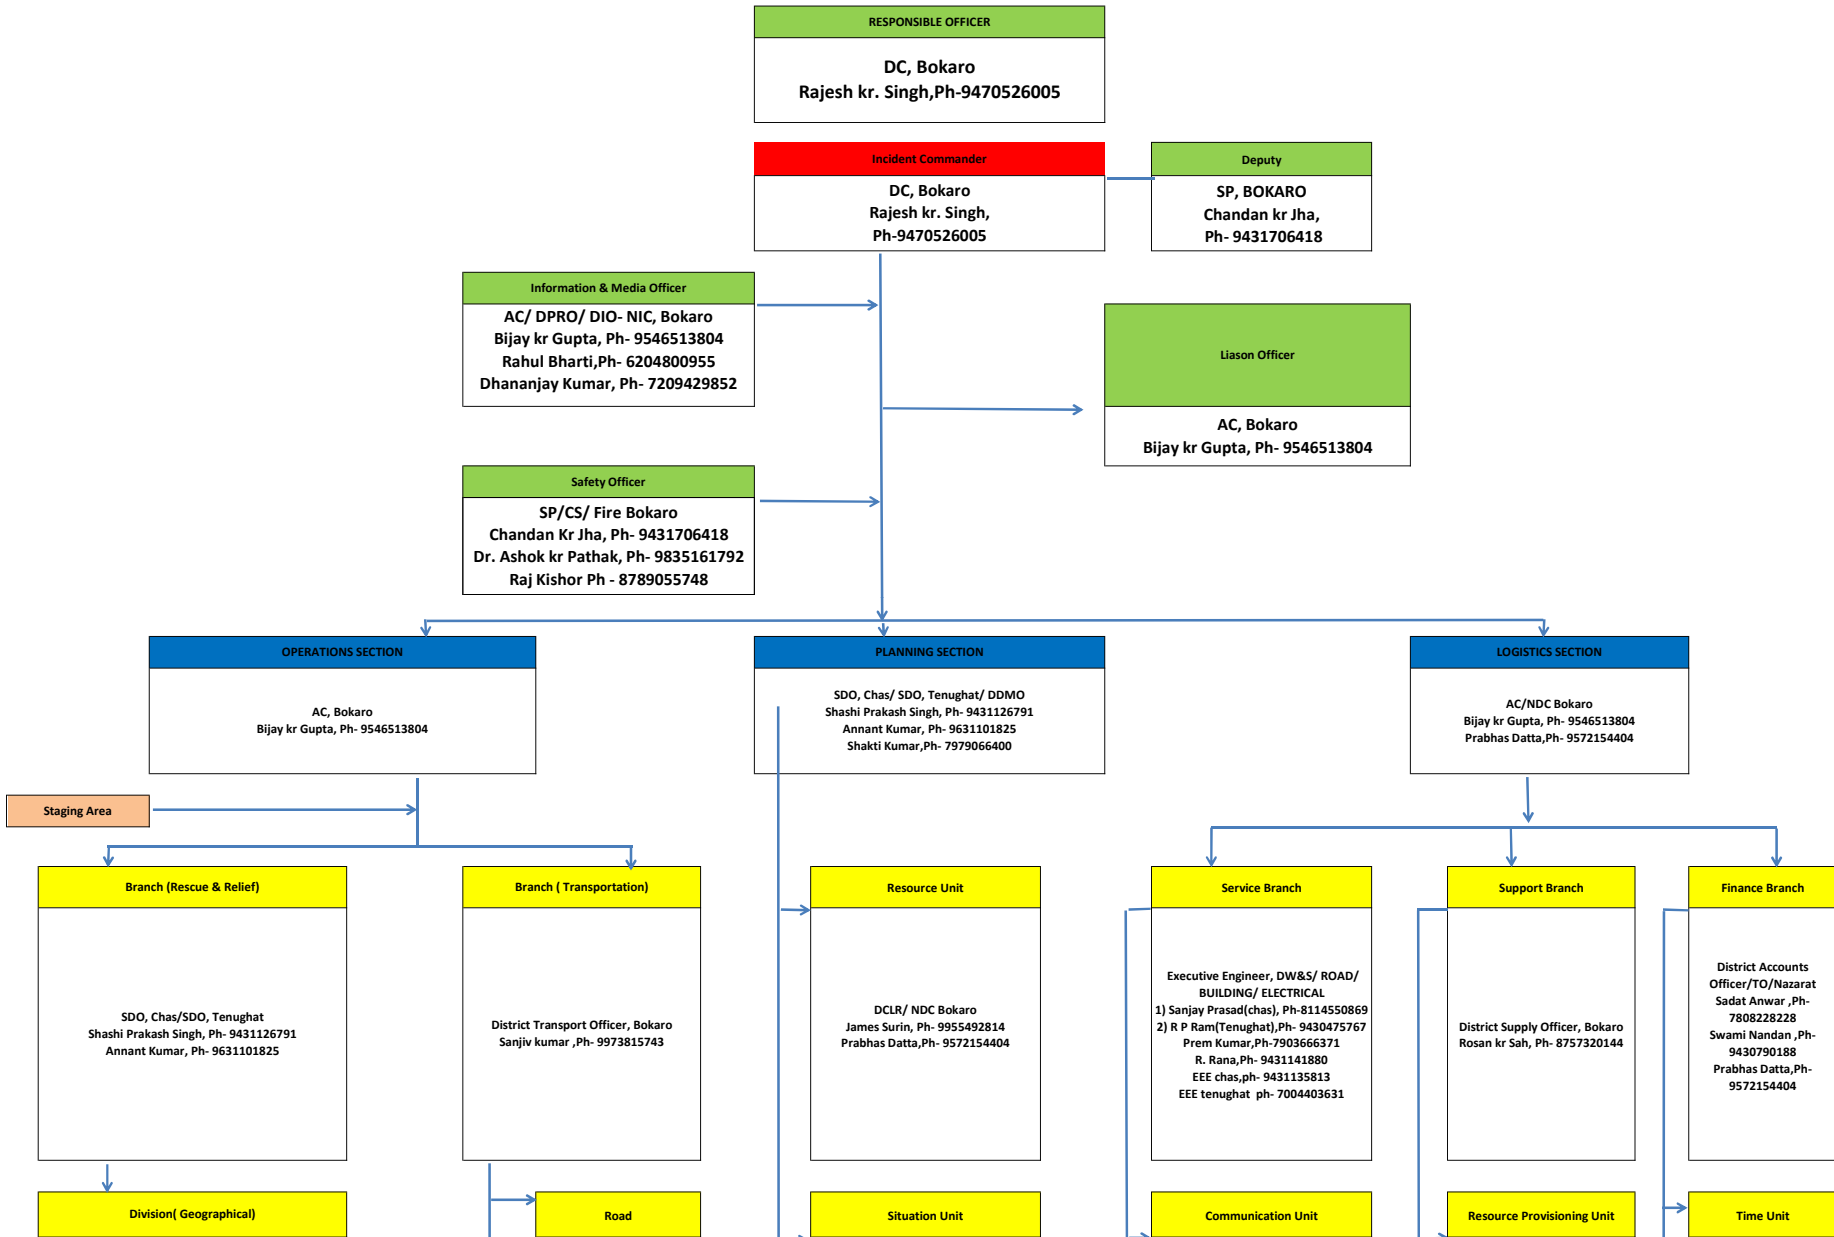 RESPONSIBLE OFFICER
DC, Bokaro
Rajesh kr. Singh,Ph-9470526005
Incident Commander
DC, Bokaro
Rajesh kr. Singh,
Ph-9470526005
Deputy
SP, BOKARO
Chandan kr Jha,
Ph- 9431706418
Information & Media Officer
AC/ DPRO/ DIO- NIC, Bokaro
Bijay kr Gupta, Ph- 9546513804
Rahul Bharti,Ph- 6204800955
Dhananjay Kumar, Ph- 7209429852
Liason Officer
AC, Bokaro
Bijay kr Gupta, Ph- 9546513804
Safety Officer
SP/CS/ Fire Bokaro
Chandan Kr Jha, Ph- 9431706418
Dr. Ashok kr Pathak, Ph- 9835161792
Raj Kishor Ph - 8789055748
OPERATIONS SECTION
AC, Bokaro
Bijay kr Gupta, Ph- 9546513804
PLANNING SECTION
SDO, Chas/ SDO, Tenughat/ DDMO
Shashi Prakash Singh, Ph- 9431126791
Annant Kumar, Ph- 9631101825
Shakti Kumar,Ph- 7979066400
LOGISTICS SECTION
AC/NDC Bokaro
Bijay kr Gupta, Ph- 9546513804
Prabhas Datta,Ph- 9572154404
Staging Area
Branch (Rescue & Relief)
SDO, Chas/SDO, Tenughat
Shashi Prakash Singh, Ph- 9431126791
Annant Kumar, Ph- 9631101825
Branch ( Transportation)
District Transport Officer, Bokaro
Sanjiv kumar ,Ph- 9973815743
Resource Unit
DCLR/ NDC Bokaro
James Surin, Ph- 9955492814
Prabhas Datta,Ph- 9572154404
Service Branch
Executive Engineer, DW&S/ ROAD/
BUILDING/ ELECTRICAL
1) Sanjay Prasad(chas), Ph-8114550869
2) R P Ram(Tenughat),Ph- 9430475767
Prem Kumar,Ph-7903666371
R. Rana,Ph- 9431141880
EEE chas,ph- 9431135813
EEE tenughat  ph- 7004403631
Support Branch
District Supply Officer, Bokaro
Rosan kr Sah, Ph- 8757320144
Finance Branch
District Accounts
Officer/TO/Nazarat
Sadat Anwar ,Ph-
7808228228
Swami Nandan ,Ph-
9430790188
Prabhas Datta,Ph-
9572154404
Division( Geographical)
Road
Situation Unit
Communication Unit
Resource Provisioning Unit
Time Unit